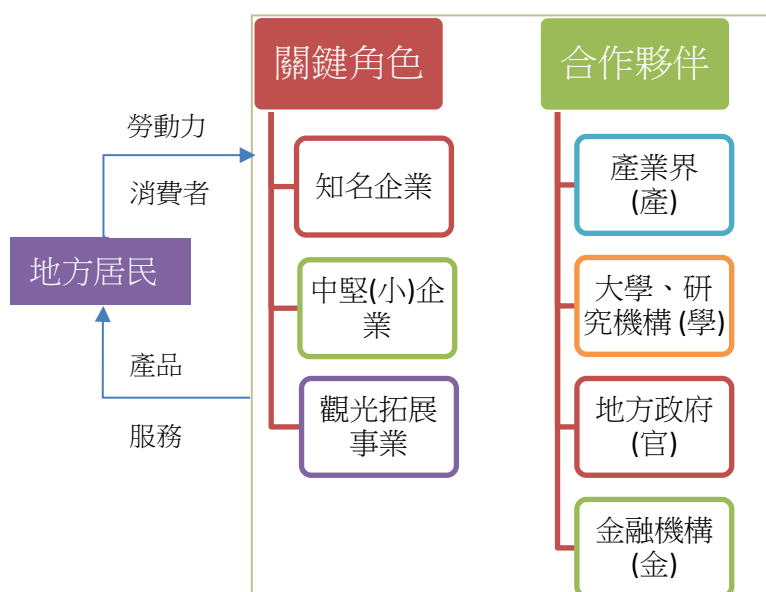 關鍵角色
合作夥伴
勞動力
消費者
地方居民
產品
服務
知名企業
中堅(小)企
業
觀光拓展
事業
產業界
(產)
大學、研
究機構 (學)
地方政府
(官)
金融機構
(金)